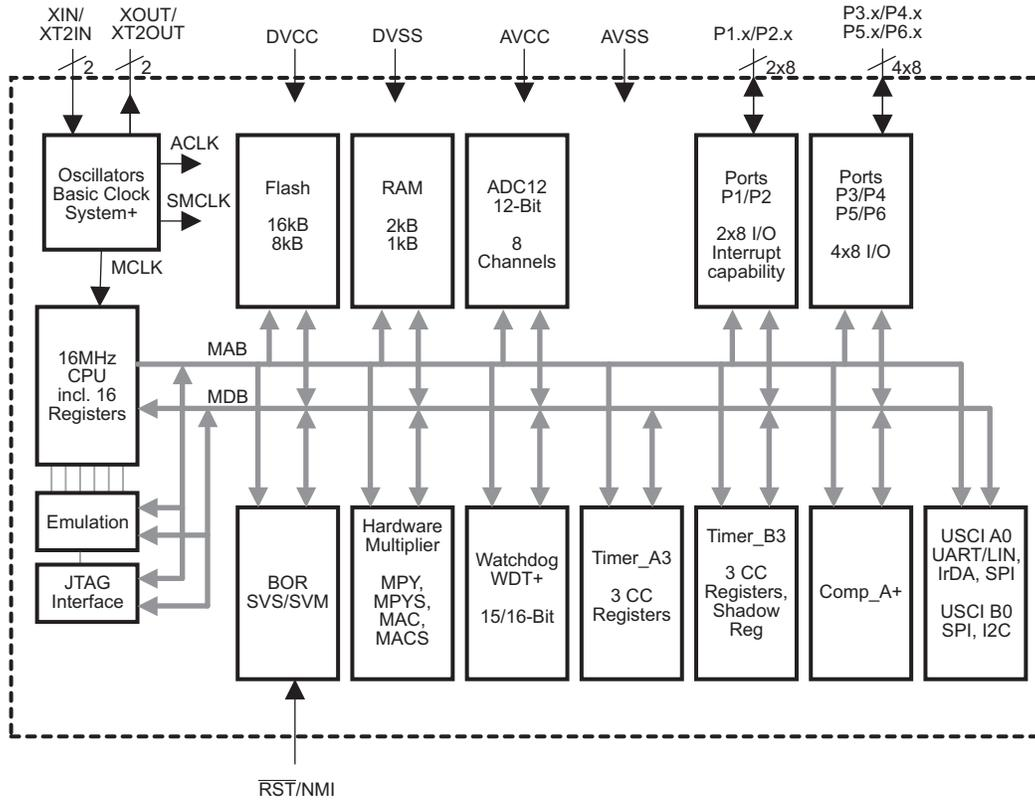 XIN/
XT2IN
XOUT/
XT2OUT
DVCC
DVSS
AVCC
AVSS
P1.x/P2.x
P3.x/P4.x
P5.x/P6.x
2
2
2x8
4x8
Oscillators
Basic Clock
System+
ACLK
SMCLK
MCLK
Flash
16kB
8kB
RAM
2kB
1kB
ADC12
12-Bit
8
Channels
Ports
P1/P2
2x8 I/O
Interrupt
capability
Ports
P3/P4
P5/P6
4x8 I/O
16MHz
CPU
incl. 16
Registers
MAB
MDB
Emulation
JTAG
Interface
BOR
SVS/SVM
Hardware
Multiplier
MPY,
MPYS,
MAC,
MACS
Watchdog
WDT+
15/16-Bit
Timer_A3
3 CC
Registers
Timer_B3
3 CC
Registers,
Shadow
Reg
Comp_A+
USCI A0
UART/LIN,
IrDA, SPI
USCI B0
SPI, I2C
RST/NMI